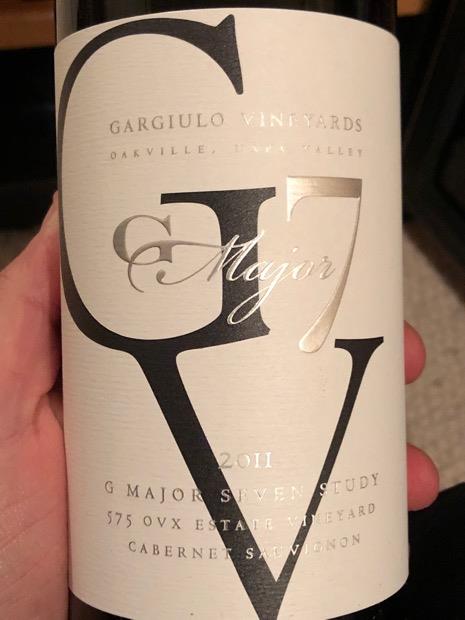 GV
GARGIULO VINEYARDS
OAKVILLE, NAPA VALLEY
G Major 7
2011
G MAJOR SEVEN STUDY
575 OVX ESTATE VINEYARD
CABERNET SAUVIGNON